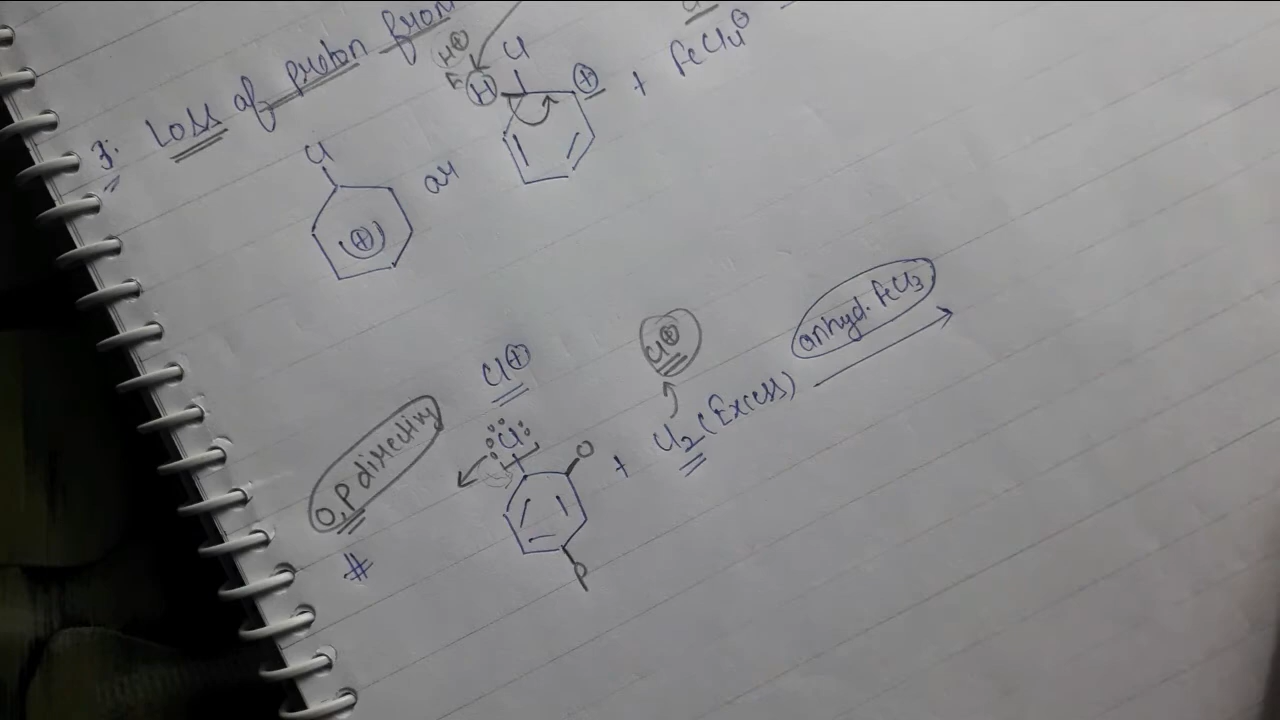 3. Loss of proton from
H⊕
Cl
H
⊕
+ FeCl4⊖
Cl
(+)
or
Cl⊕
Cl⊕
anhyd. FeCl3
O,P directing
Cl
O
+ Cl2 (Excess)
#
P